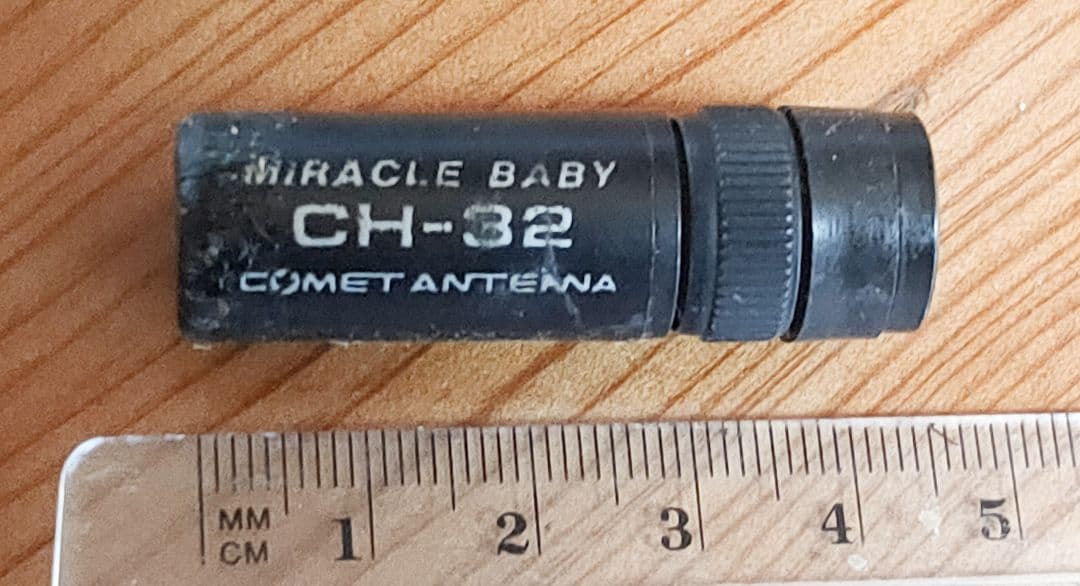 MIRACLE BABY
CH-32
COMET ANTENNA
MM
CM
1 2 3 4 5